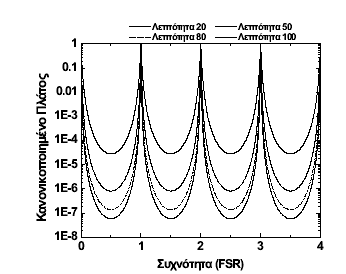 Λεπτότητα 20 Λεπτότητα 50
Λεπτότητα 80 Λεπτότητα 100
Κανονικοποιημένο Πλάτος
1
0.1
0.01
1E-3
1E-4
1E-5
1E-6
1E-7
1E-8
0 1 2 3 4
Συχνότητα (FSR)